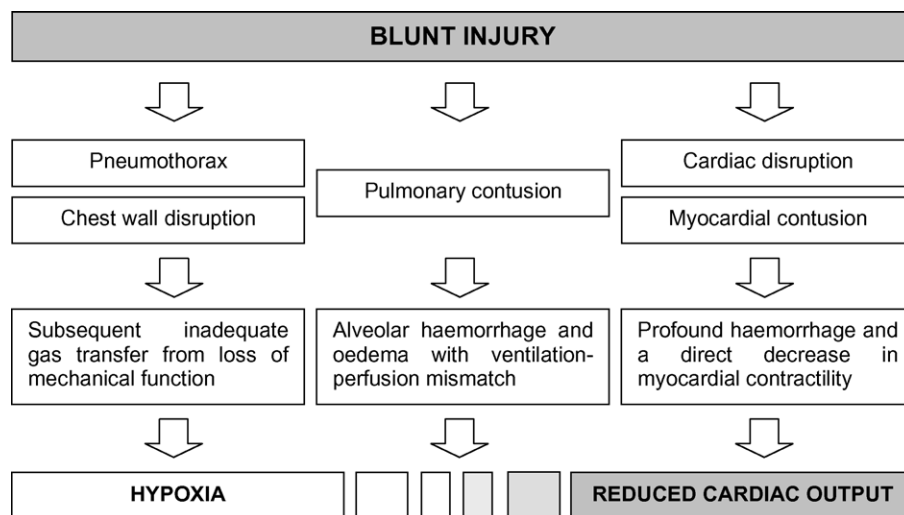 BLUNT INJURY
Pneumothorax
Chest wall disruption
Pulmonary contusion
Cardiac disruption
Myocardial contusion
Subsequent inadequate
gas transfer from loss of
mechanical function
Alveolar haemorrhage and
oedema with ventilation-
perfusion mismatch
Profound haemorrhage and
a direct decrease in
myocardial contractility
HYPOXIA
REDUCED CARDIAC OUTPUT